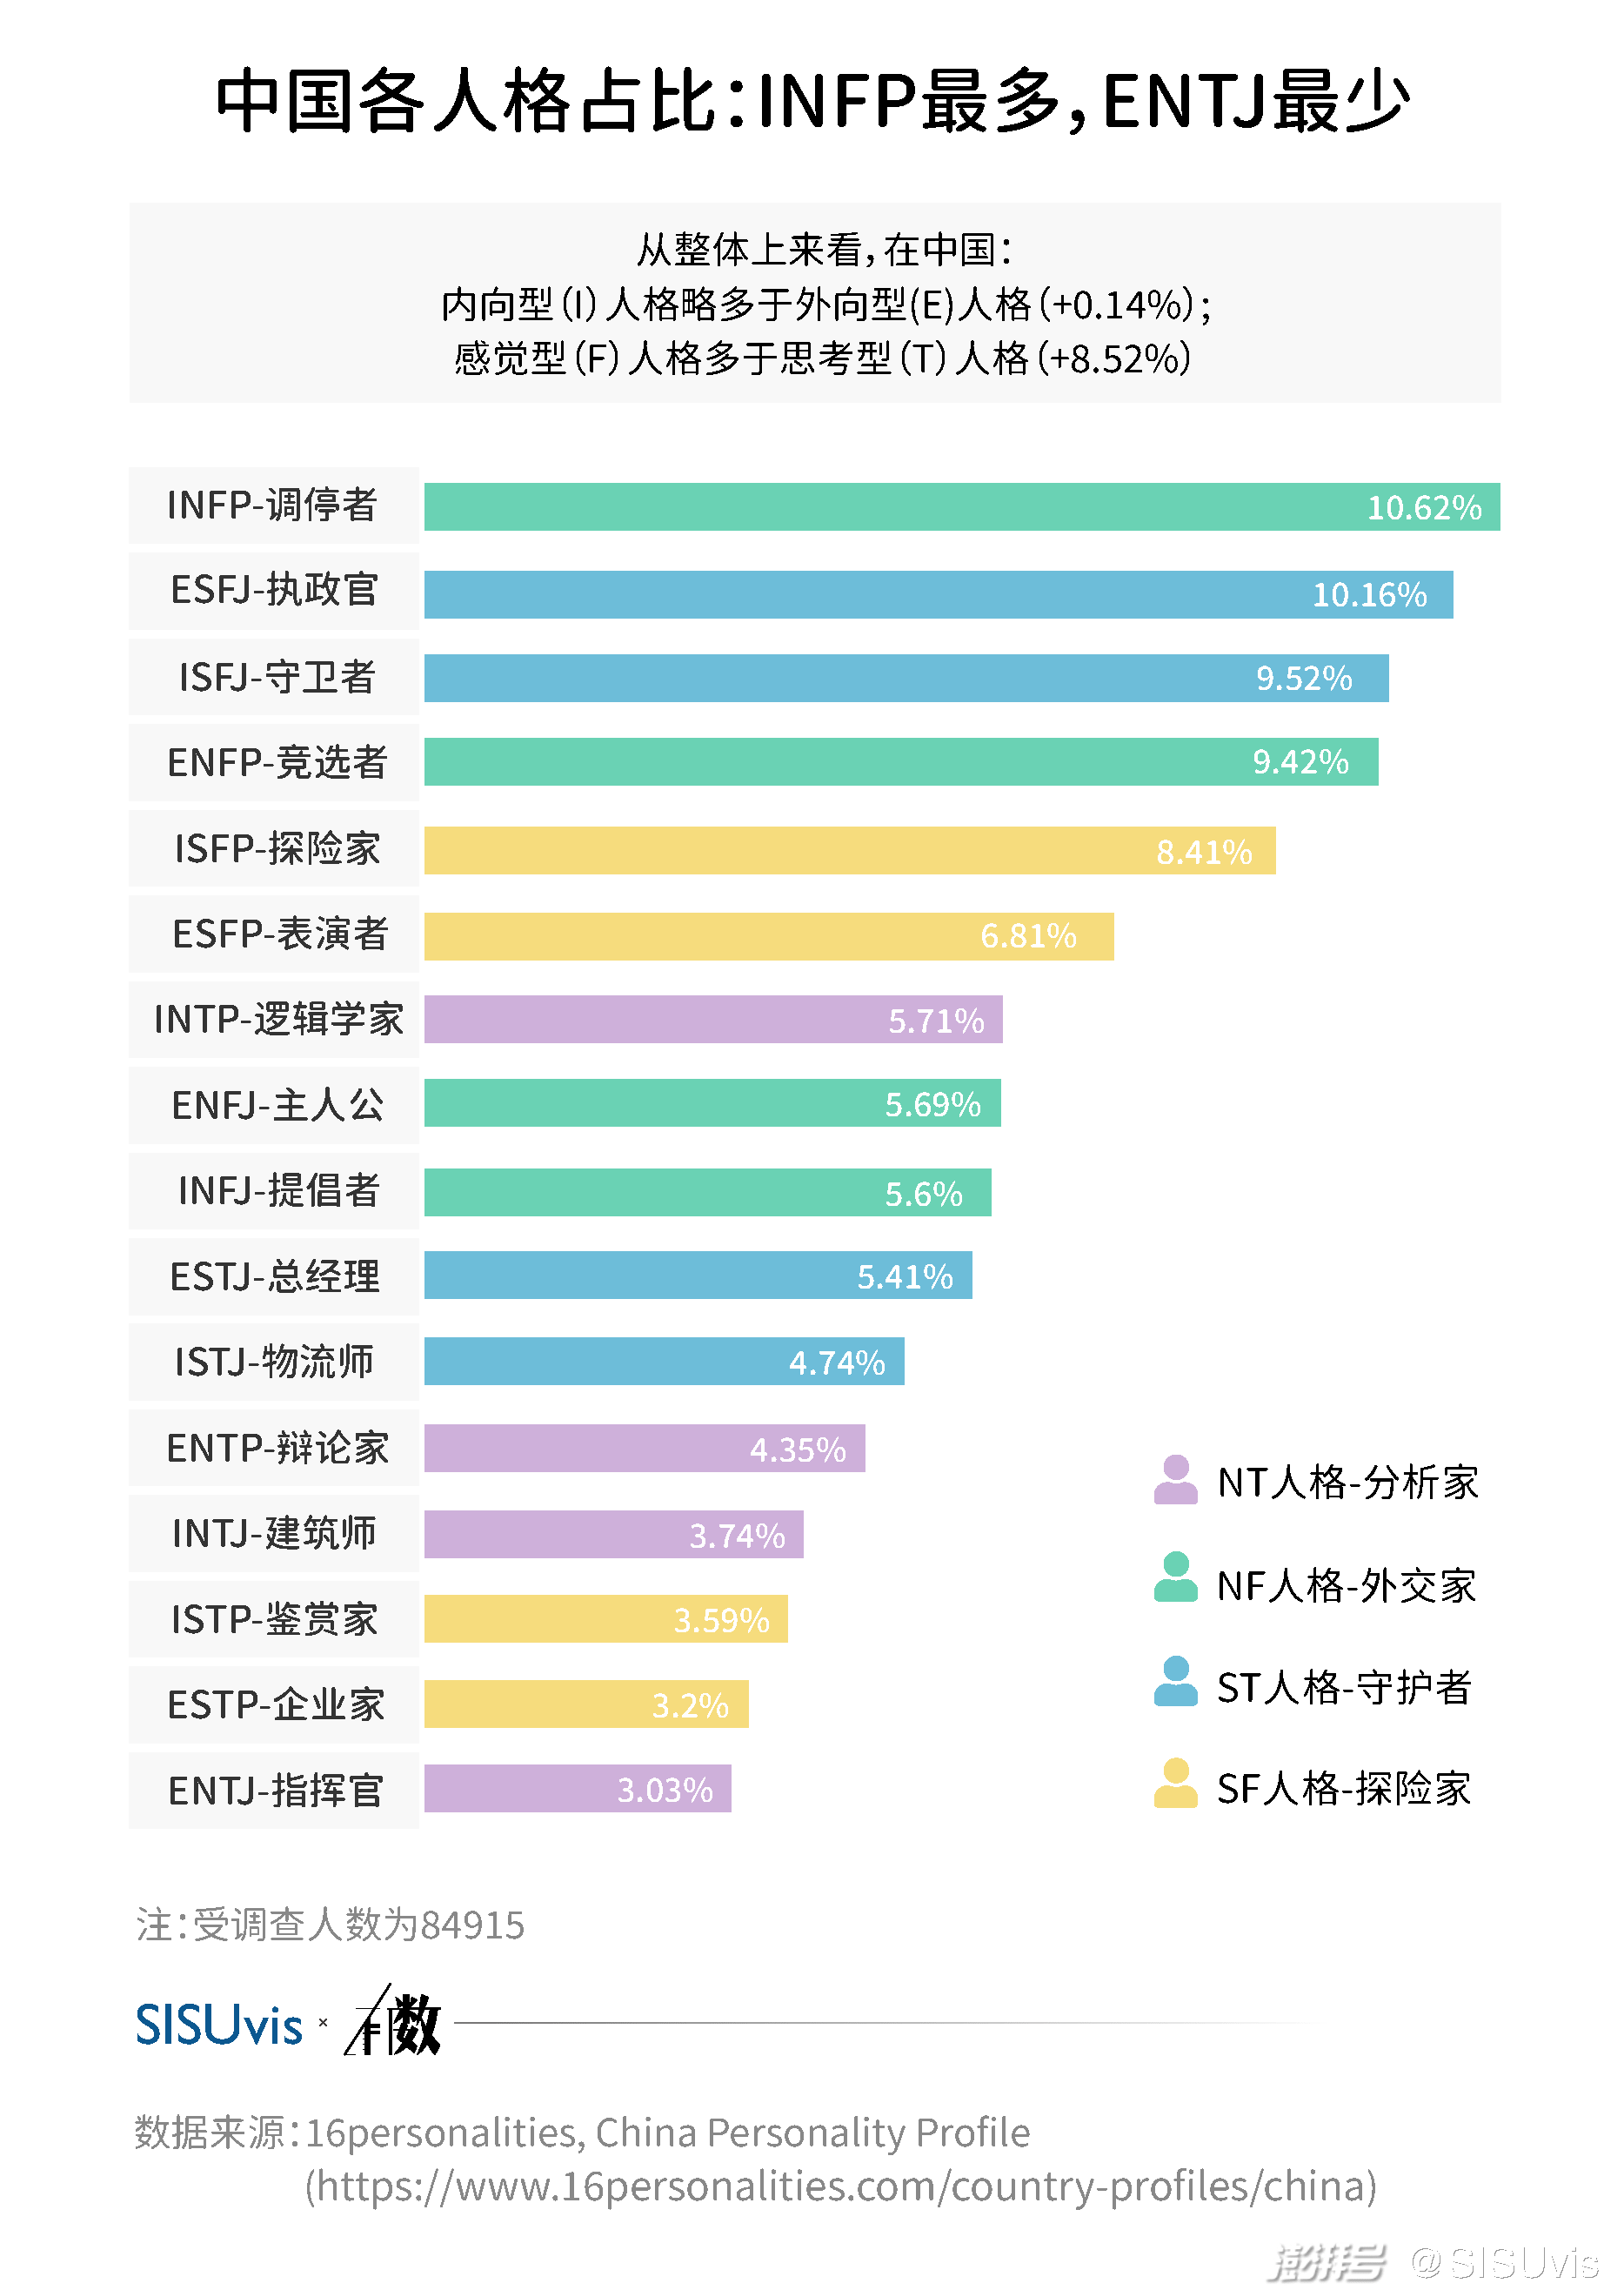 中国各人格占比：INFP最多，ENTJ最少
从整体上来看，在中国：
内向型（I）人格略多于外向型(E)人格（+0.14%）；
感觉型（F）人格多于思考型（T）人格（+8.52%）
INFP-调停者 10.62%
ESFJ-执政官 10.16%
ISFJ-守卫者 9.52%
ENFP-竞选者 9.42%
ISFP-探险家 8.41%
ESFP-表演者 6.81%
INTP-逻辑学家 5.71%
ENFJ-主人公 5.69%
INFJ-提倡者 5.6%
ESTJ-总经理 5.41%
ISTJ-物流师 4.74%
ENTP-辩论家 4.35%
INTJ-建筑师 3.74%
ISTP-鉴赏家 3.59%
ESTP-企业家 3.2%
ENTJ-指挥官 3.03%
NT人格-分析家
NF人格-外交家
ST人格-守护者
SF人格-探险家
注：受调查人数为84915
SISUvis × 数
数据来源：16personalities, China Personality Profile
(https://www.16personalities.com/country-profiles/china)
澎湃号 @SISUvis